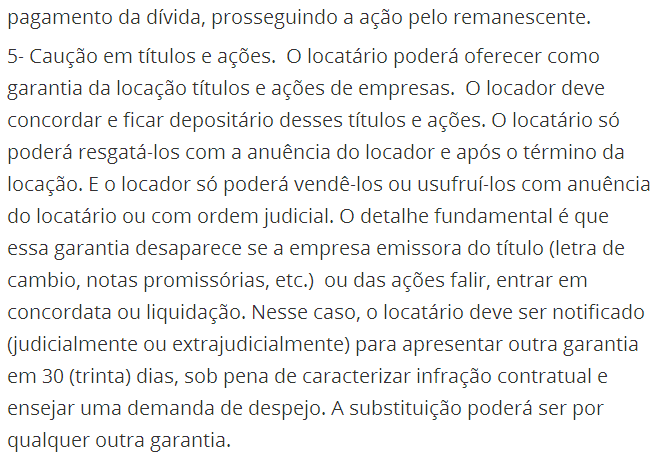 pagamento da dívida, prosseguindo a ação pelo remanescente.
5- Caução em títulos e ações.  O locatário poderá oferecer como
garantia da locação títulos e ações de empresas.  O locador deve
concordar e ficar depositário desses títulos e ações. O locatário só
poderá resgatá-los com a anuência do locador e após o término da
locação. E o locador só poderá vendê-los ou usufruí-los com anuência
do locatário ou com ordem judicial. O detalhe fundamental é que
essa garantia desaparece se a empresa emissora do título (letra de
cambio, notas promissórias, etc.)  ou das ações falir, entrar em
concordata ou liquidação. Nesse caso, o locatário deve ser notificado
(judicialmente ou extrajudicialmente) para apresentar outra garantia
em 30 (trinta) dias, sob pena de caracterizar infração contratual e
ensejar uma demanda de despejo. A substituição poderá ser por
qualquer outra garantia.